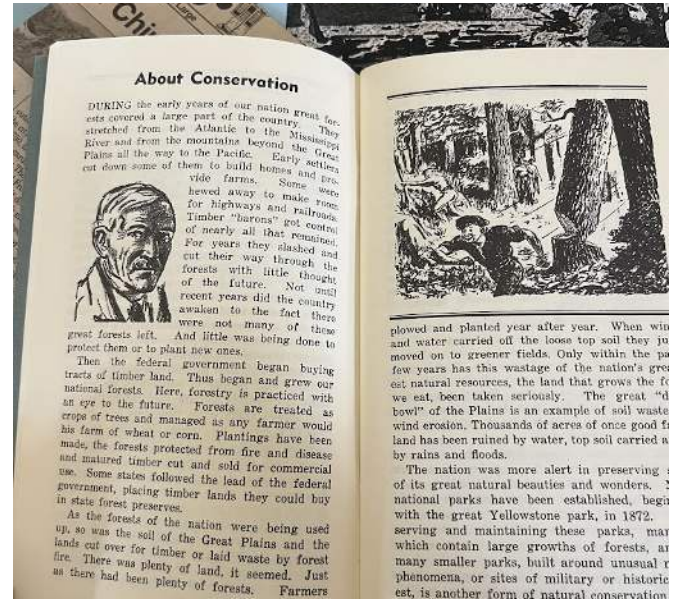 Large
Chi
About Conservation
DURING the early years of our nation great for-
ests covered a large part of the country. They
stretched from the Atlantic to the Mississippi
River and from the mountains beyond the Great
Plains all the way to the Pacific. Early settlers
cut down some of them to build homes and pro-
vide farms. Some were
hewed away to make room
for highways and railroads.
Timber "barons" got control
of nearly all that remained.
For years they slashed and
cut their way through the
forests with little thought
of the future. Not until
recent years did the country
awaken to the fact there
were not many of these
great forests left. And little was being done to
protect them or to plant new ones.
Then the federal government began buying
tracts of timber land. Thus began and grew our
national forests. Here, forestry is practiced with
an eye to the future. Forests are treated as
crops of trees and managed as any farmer would
his farm of wheat or corn. Plantings have been
made, the forests protected from fire and disease
and matured timber cut and sold for commercial
use. Some states followed the lead of the federal
government, placing timber lands they could buy
in state forest preserves.
As the forests of the nation were being used
up, so was the soil of the Great Plains and the
lands cut over for timber or laid waste by forest
fire. There was plenty of land, it seemed. Just
as there had been plenty of forests. Farmers
plowed and planted year after year. When win
and water carried off the loose top soil they ju
moved on to greener fields. Only within the pa
few years has this wastage of the nation's grea
est natural resources, the land that grows the fo
we eat, been taken seriously. The great "d
bowl" of the Plains is an example of soil waste
wind erosion. Thousands of acres of once good f
land has been ruined by water, top soil carried a
by rains and floods.
The nation was more alert in preserving s
of its great natural beauties and wonders.
national parks have been established, begi
with the great Yellowstone park, in 1872.
serving and maintaining these parks, man
which contain large growths of forests, an
many smaller parks, built around unusual n
phenomena, or sites of military or historic
est, is another form of natural conservation